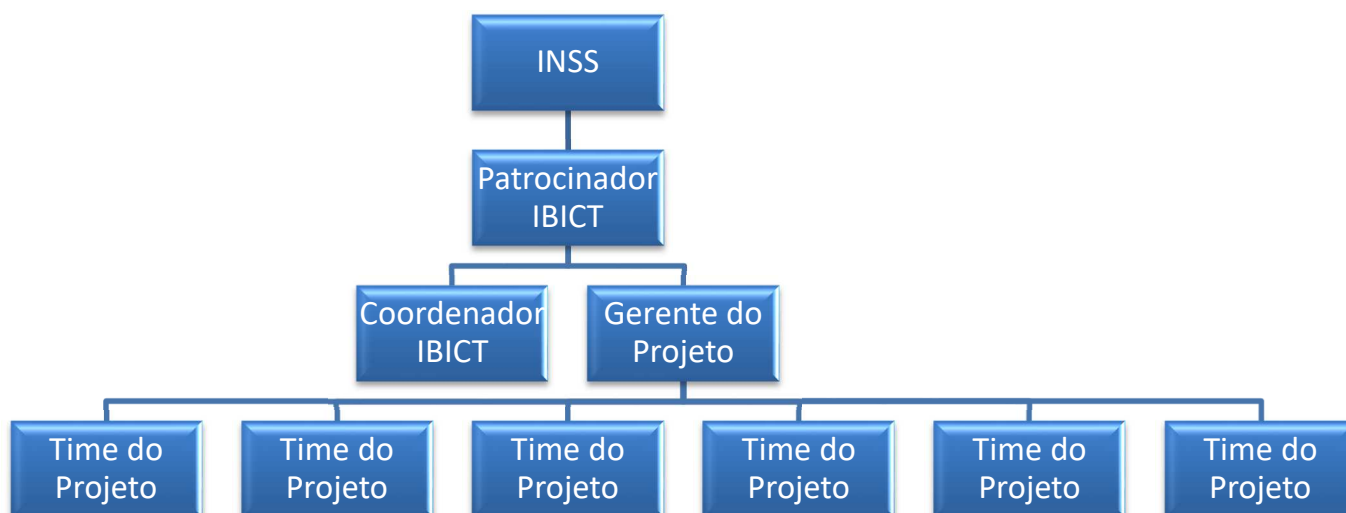 INSS
Patrocinador
IBICT
Coordenador
IBICT
Gerente do
Projeto
Time do
Projeto
Time do
Projeto
Time do
Projeto
Time do
Projeto
Time do
Projeto
Time do
Projeto